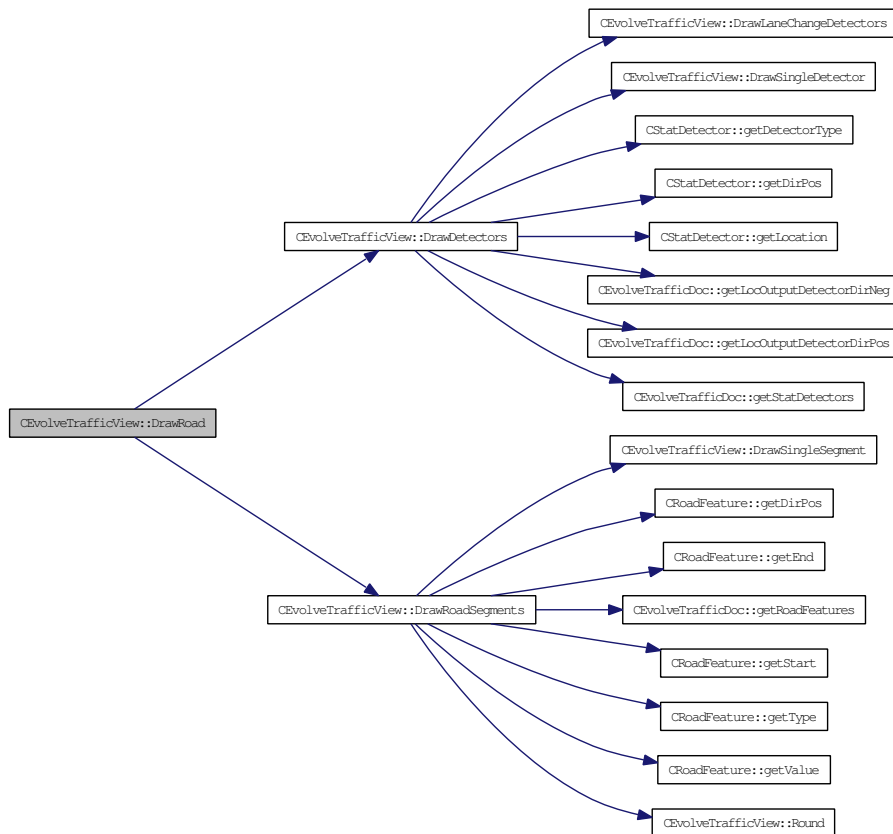 CEvolveTrafficView::DrawLaneChangeDetectors
CEvolveTrafficView::DrawSingleDetector
CStatDetector::getDetectorType
CStatDetector::getDirPos
CEvolveTrafficView::DrawDetectors
CStatDetector::getLocation
CEvolveTrafficDoc::getLocOutputDetectorDirNeg
CEvolveTrafficDoc::getLocOutputDetectorDirPos
CEvolveTrafficDoc::getStatDetectors
CEvolveTrafficView::DrawRoad
CEvolveTrafficView::DrawSingleSegment
CRoadFeature::getDirPos
CRoadFeature::getEnd
CEvolveTrafficView::DrawRoadSegments
CEvolveTrafficDoc::getRoadFeatures
CRoadFeature::getStart
CRoadFeature::getType
CRoadFeature::getValue
CEvolveTrafficView::Round